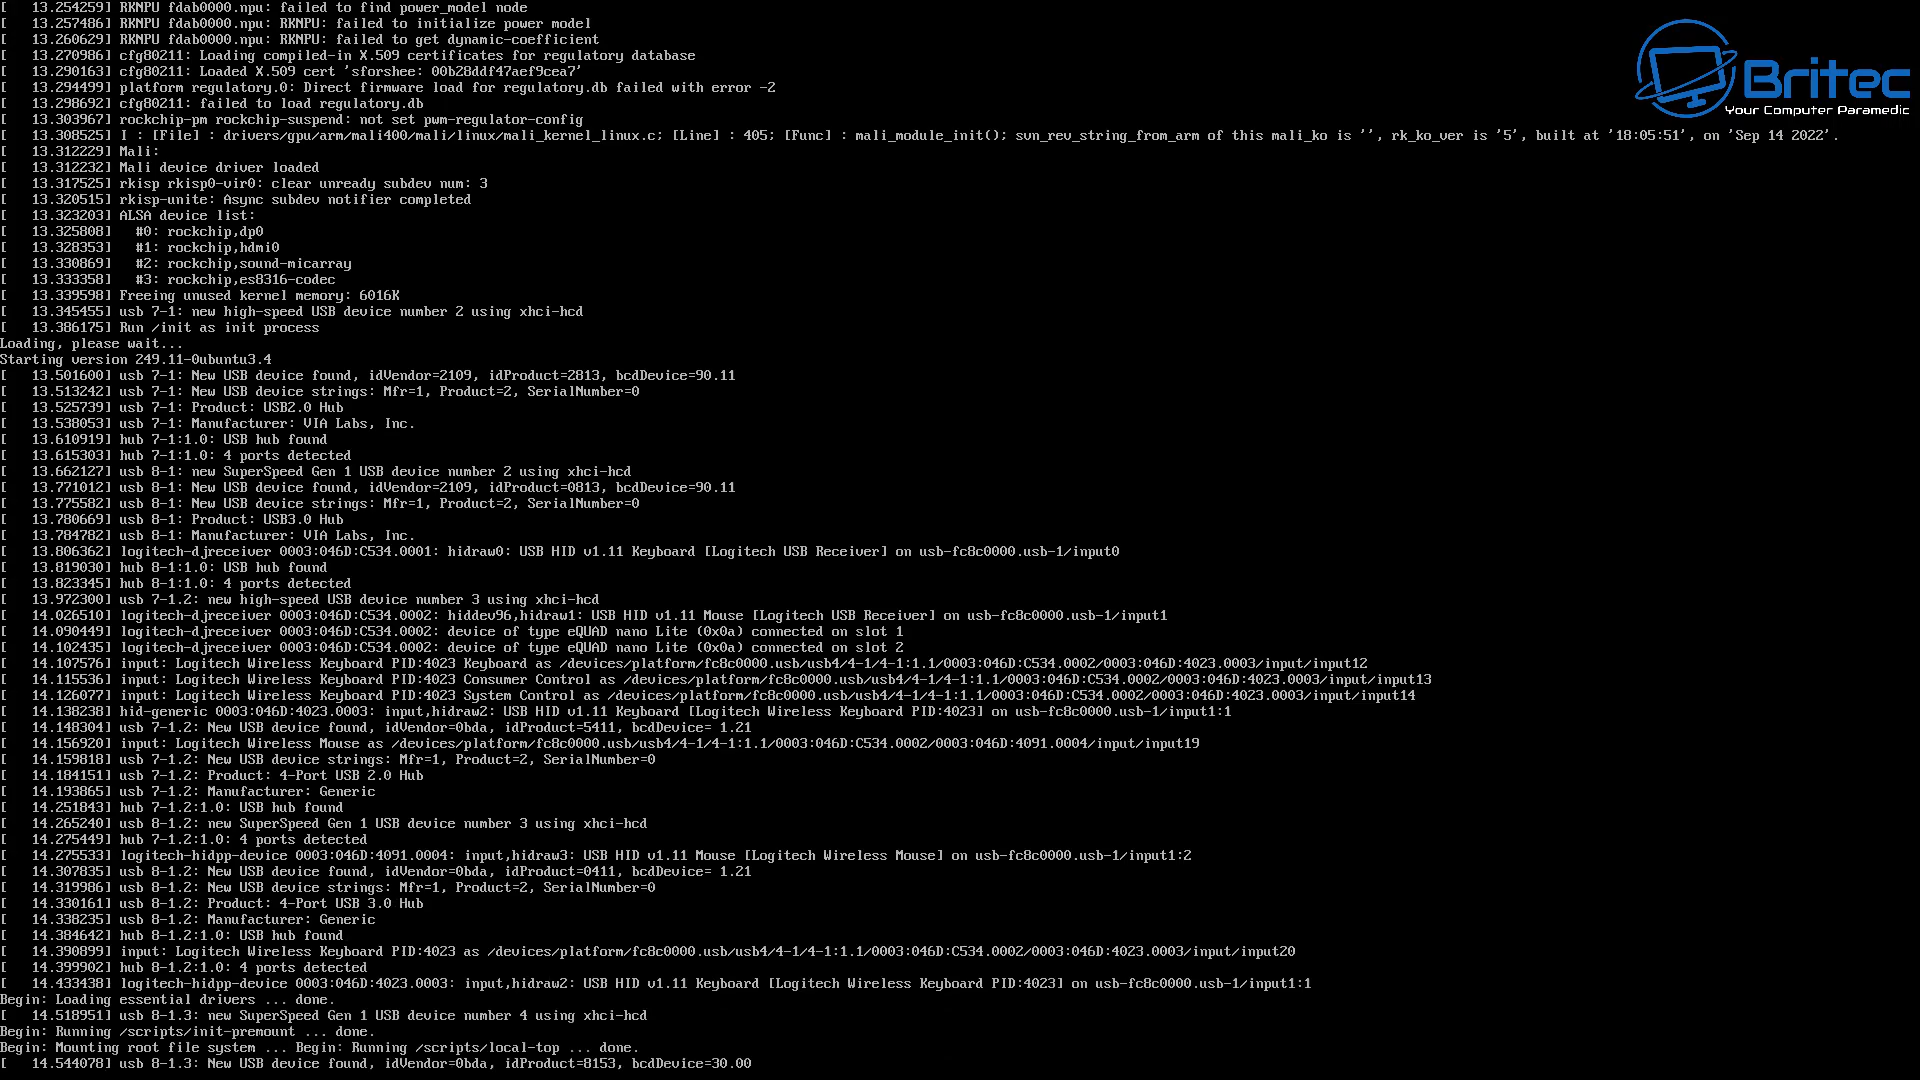 [   13.254259] RKNPU fdab0000.npu: failed to find power_model node
[   13.257486] RKNPU fdab0000.npu: RKNPU: failed to initialize power model
[   13.260629] RKNPU fdab0000.npu: RKNPU: failed to get dynamic-coefficient
[   13.270986] cfg80211: Loading compiled-in X.509 certificates for regulatory database
[   13.290163] cfg80211: Loaded X.509 cert 'sforshee: 00b28ddf47aef9cea7'
[   13.294499] platform regulatory.0: Direct firmware load for regulatory.db failed with error -2
[   13.298692] cfg80211: failed to load regulatory.db
[   13.303967] rockchip-pm rockchip-suspend: not set pwm-regulator-config
[   13.308525] I : [File] : drivers/gpu/arm/mali400/mali/linux/mali_kernel_linux.c; [Line] : 405; [Func] : mali_module_init(); svn_rev_string_from_arm of this mali_ko is '', rk_ko_ver is '5', built at '18:05:51', on 'Sep 14 2022'.
[   13.312229] Mali:
[   13.312232] Mali device driver loaded
[   13.317525] rkisp rkisp0-vir0: clear unready subdev num: 3
[   13.320515] rkisp-unite: Async subdev notifier completed
[   13.323203] ALSA device list:
[   13.325808]   #0: rockchip,dp0
[   13.328353]   #1: rockchip,hdmi0
[   13.330869]   #2: rockchip,sound-micarray
[   13.333358]   #3: rockchip,es8316-codec
[   13.339598] Freeing unused kernel memory: 6016K
[   13.345455] usb 7-1: new high-speed USB device number 2 using xhci-hcd
[   13.386175] Run /init as init process
Loading, please wait...
Starting version 249.11-0ubuntu3.4
[   13.501600] usb 7-1: New USB device found, idVendor=2109, idProduct=2813, bcdDevice=90.11
[   13.513242] usb 7-1: New USB device strings: Mfr=1, Product=2, SerialNumber=0
[   13.525739] usb 7-1: Product: USB2.0 Hub
[   13.538053] usb 7-1: Manufacturer: VIA Labs, Inc.
[   13.610919] hub 7-1:1.0: USB hub found
[   13.615303] hub 7-1:1.0: 4 ports detected
[   13.662127] usb 8-1: new SuperSpeed Gen 1 USB device number 2 using xhci-hcd
[   13.771012] usb 8-1: New USB device found, idVendor=2109, idProduct=0813, bcdDevice=90.11
[   13.775582] usb 8-1: New USB device strings: Mfr=1, Product=2, SerialNumber=0
[   13.780669] usb 8-1: Product: USB3.0 Hub
[   13.784782] usb 8-1: Manufacturer: VIA Labs, Inc.
[   13.806362] logitech-djreceiver 0003:046D:C534.0001: hidraw0: USB HID v1.11 Keyboard [Logitech USB Receiver] on usb-fc8c0000.usb-1/input0
[   13.819030] hub 8-1:1.0: USB hub found
[   13.823345] hub 8-1:1.0: 4 ports detected
[   13.972300] usb 7-1.2: new high-speed USB device number 3 using xhci-hcd
[   14.026510] logitech-djreceiver 0003:046D:C534.0002: hiddev96,hidraw1: USB HID v1.11 Mouse [Logitech USB Receiver] on usb-fc8c0000.usb-1/input1
[   14.090449] logitech-djreceiver 0003:046D:C534.0002: device of type eQUAD nano Lite (0x0a) connected on slot 1
[   14.102435] logitech-djreceiver 0003:046D:C534.0002: device of type eQUAD nano Lite (0x0a) connected on slot 2
[   14.107576] input: Logitech Wireless Keyboard PID:4023 Keyboard as /devices/platform/fc8c0000.usb/usb4/4-1/4-1:1.1/0003:046D:C534.0002/0003:046D:4023.0003/input/input12
[   14.115536] input: Logitech Wireless Keyboard PID:4023 Consumer Control as /devices/platform/fc8c0000.usb/usb4/4-1/4-1:1.1/0003:046D:C534.0002/0003:046D:4023.0003/input/input13
[   14.126077] input: Logitech Wireless Keyboard PID:4023 System Control as /devices/platform/fc8c0000.usb/usb4/4-1/4-1:1.1/0003:046D:C534.0002/0003:046D:4023.0003/input/input14
[   14.138238] hid-generic 0003:046D:4023.0003: input,hidraw2: USB HID v1.11 Keyboard [Logitech Wireless Keyboard PID:4023] on usb-fc8c0000.usb-1/input1:1
[   14.148304] usb 7-1.2: New USB device found, idVendor=0bda, idProduct=5411, bcdDevice= 1.21
[   14.156920] input: Logitech Wireless Mouse as /devices/platform/fc8c0000.usb/usb4/4-1/4-1:1.1/0003:046D:C534.0002/0003:046D:4091.0004/input/input19
[   14.159818] usb 7-1.2: New USB device strings: Mfr=1, Product=2, SerialNumber=0
[   14.184151] usb 7-1.2: Product: 4-Port USB 2.0 Hub
[   14.193865] usb 7-1.2: Manufacturer: Generic
[   14.251843] hub 7-1.2:1.0: USB hub found
[   14.265240] usb 8-1.2: new SuperSpeed Gen 1 USB device number 3 using xhci-hcd
[   14.275449] hub 7-1.2:1.0: 4 ports detected
[   14.275533] logitech-hidpp-device 0003:046D:4091.0004: input,hidraw3: USB HID v1.11 Mouse [Logitech Wireless Mouse] on usb-fc8c0000.usb-1/input1:2
[   14.307835] usb 8-1.2: New USB device found, idVendor=0bda, idProduct=0411, bcdDevice= 1.21
[   14.319986] usb 8-1.2: New USB device strings: Mfr=1, Product=2, SerialNumber=0
[   14.330161] usb 8-1.2: Product: 4-Port USB 3.0 Hub
[   14.338235] usb 8-1.2: Manufacturer: Generic
[   14.384642] hub 8-1.2:1.0: USB hub found
[   14.390899] input: Logitech Wireless Keyboard PID:4023 as /devices/platform/fc8c0000.usb/usb4/4-1/4-1:1.1/0003:046D:C534.0002/0003:046D:4023.0003/input/input20
[   14.399902] hub 8-1.2:1.0: 4 ports detected
[   14.433438] logitech-hidpp-device 0003:046D:4023.0003: input,hidraw2: USB HID v1.11 Keyboard [Logitech Wireless Keyboard PID:4023] on usb-fc8c0000.usb-1/input1:1
Begin: Loading essential drivers ... done.
[   14.518951] usb 8-1.3: new SuperSpeed Gen 1 USB device number 4 using xhci-hcd
Begin: Running /scripts/init-premount ... done.
Begin: Mounting root file system ... Begin: Running /scripts/local-top ... done.
[   14.544078] usb 8-1.3: New USB device found, idVendor=0bda, idProduct=8153, bcdDevice=30.00
Britec
Your Computer Paramedic